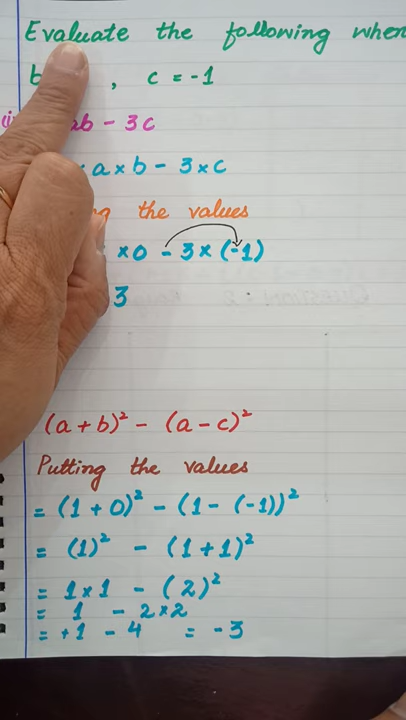 Evaluate the following when
b , c = -1
ab - 3c
× a × b - 3 × c
the values
× 0 - 3 × (-1)
3
(a + b)² - (a - c)²
Putting the values
= (1 + 0)² - (1 - (-1))²
= (1)² - (1 + 1)²
= 1 × 1 - (2)²
= 1 - 2 × 2
= +1 - 4 = -3